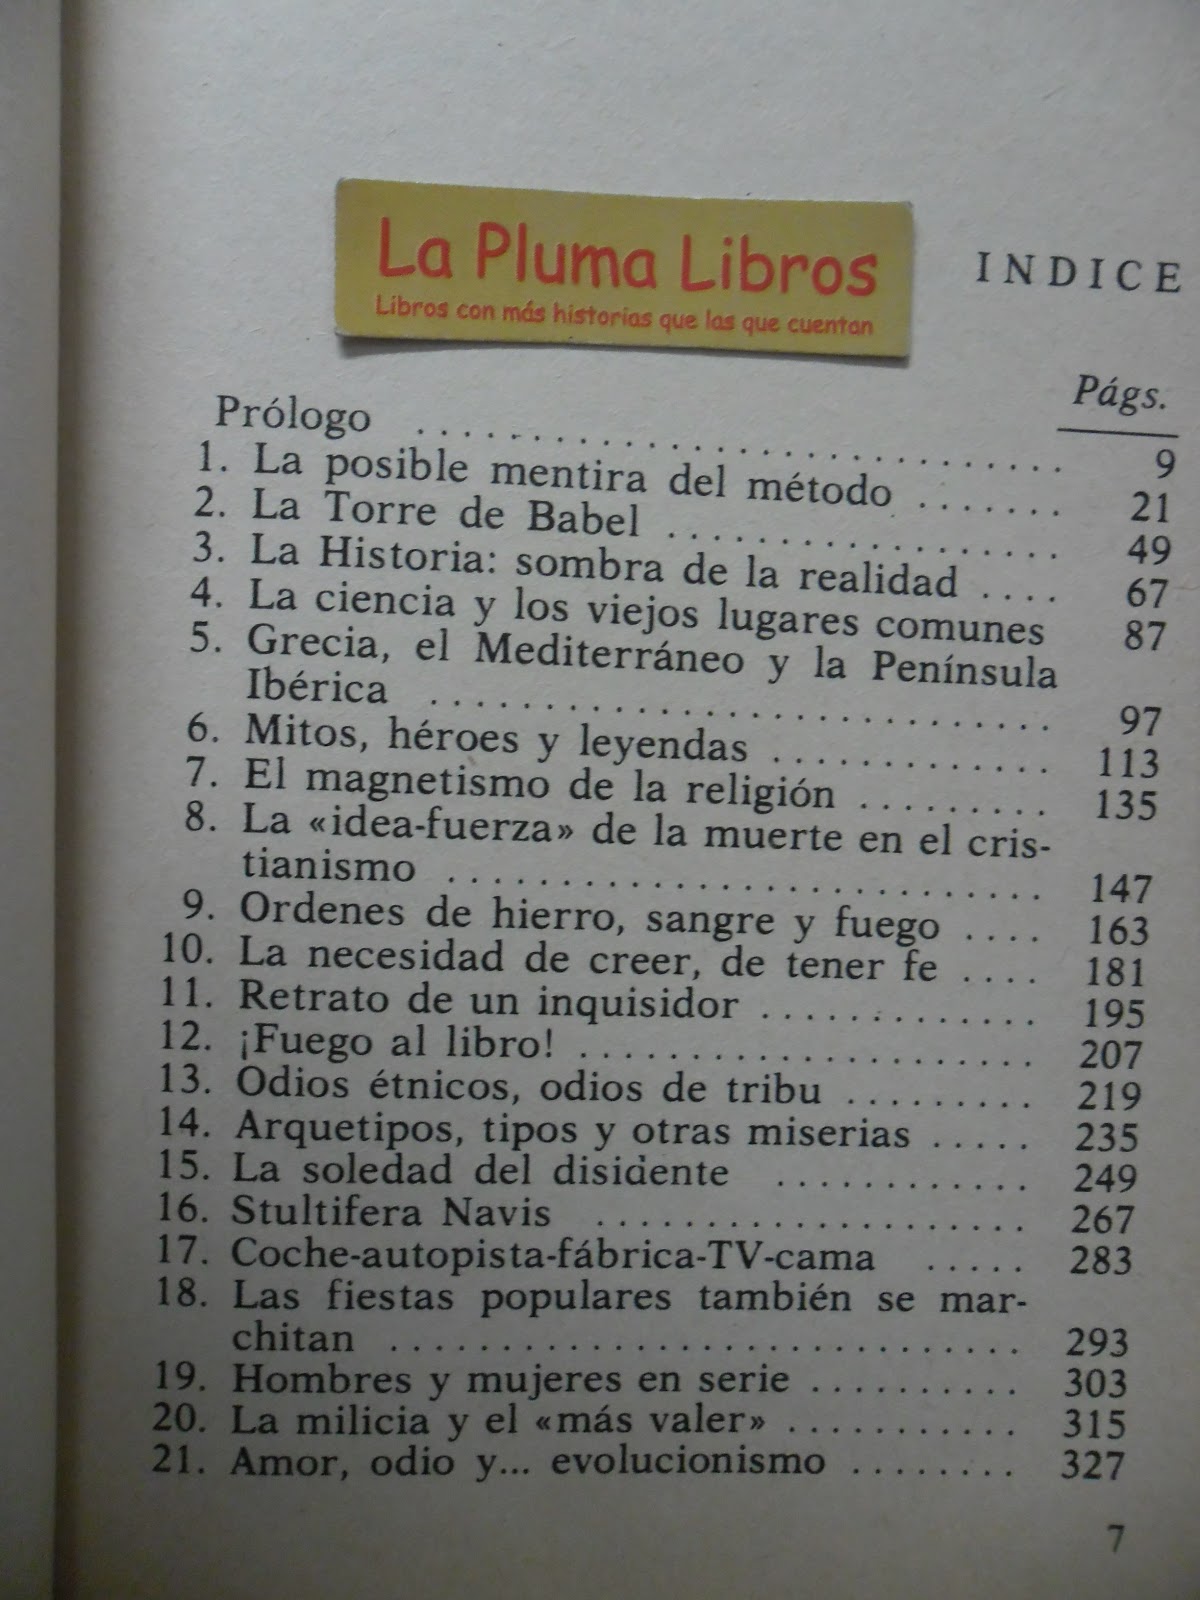 La Pluma Libros
Libros con más historias que las que cuentan
INDICE
Págs.
Prólogo .......................... 9
1. La posible mentira del método ....... 21
2. La Torre de Babel .................. 49
3. La Historia: sombra de la realidad .... 67
4. La ciencia y los viejos lugares comunes 87
5. Grecia, el Mediterráneo y la Península
Ibérica ........................... 97
6. Mitos, héroes y leyendas ............ 113
7. El magnetismo de la religión ......... 135
8. La «idea-fuerza» de la muerte en el cris-
tianismo .......................... 147
9. Ordenes de hierro, sangre y fuego .... 163
10. La necesidad de creer, de tener fe .... 181
11. Retrato de un inquisidor ............. 195
12. ¡Fuego al libro! .................... 207
13. Odios étnicos, odios de tribu ......... 219
14. Arquetipos, tipos y otras miserias ..... 235
15. La soledad del disidente ............ 249
16. Stultifera Navis ................... 267
17. Coche-autopista-fábrica-TV-cama ..... 283
18. Las fiestas populares también se mar-
chitan ............................ 293
19. Hombres y mujeres en serie .......... 303
20. La milicia y el «más valer» ........... 315
21. Amor, odio y... evolucionismo ........ 327
7